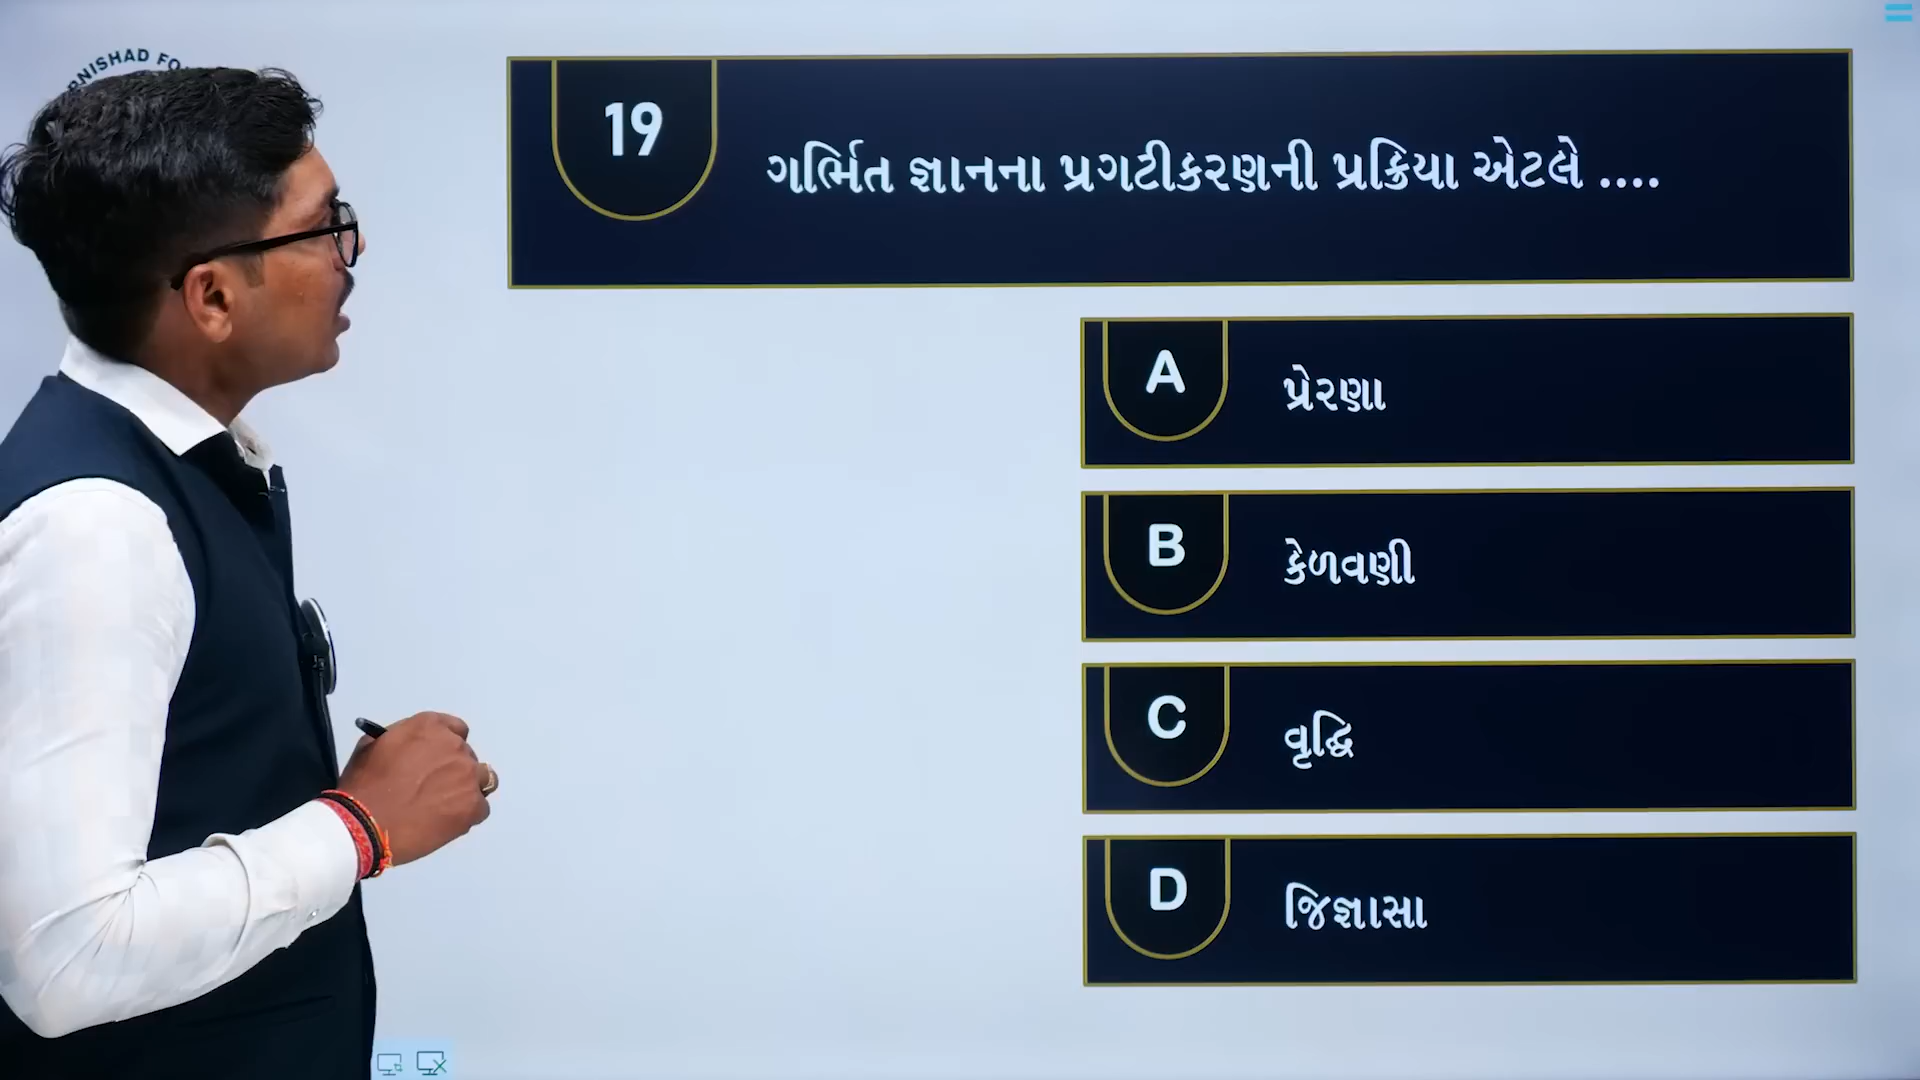 19
ગર્ભિત જ્ઞાનના પ્રગટીકરણની પ્રક્રિયા એટલે ....
A
પ્રેરણા
B
કેળવણી
C
વૃદ્ધિ
D
જિજ્ઞાસા